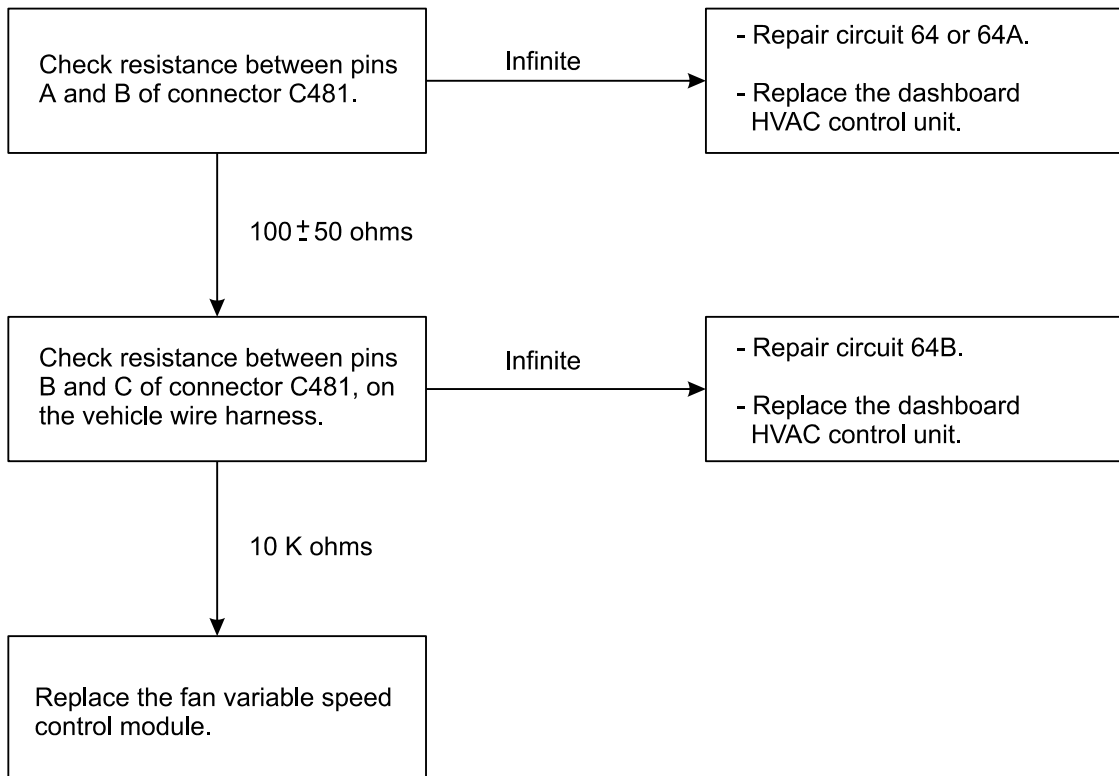 Check resistance between pins
A and B of connector C481.
Infinite
- Repair circuit 64 or 64A.
- Replace the dashboard
HVAC control unit.
100 ± 50 ohms
Check resistance between pins
B and C of connector C481, on
the vehicle wire harness.
Infinite
- Repair circuit 64B.
- Replace the dashboard
HVAC control unit.
10 K ohms
Replace the fan variable speed
control module.